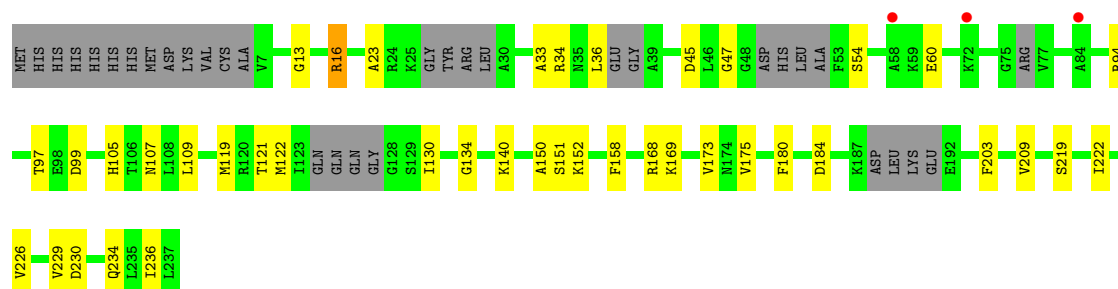 MET HIS HIS HIS HIS HIS HIS MET ASP LYS VAL CYS ALA V7 G13 R16 A23 R24 K25 GLY TYR ARG LEU A30 A33 R34 N35 L36 GLU GLY A39 D45 L46 G47 G48 ASP HIS LEU ALA F53 S54 A58 K59 E60 K72 G75 ARG V77 A84
T97 E98 D99 H105 T106 N107 L108 L109 M119 R120 T121 M122 I123 GLN GLN GLN GLY G128 S129 I130 G134 K140 A150 S151 K152 F158 R168 K169 V173 N174 V175 F180 D184 K187 ASP LEU LYS GLU E192 F203 V209 S219 I222
V226 V229 D230 Q234 L235 I236 L237